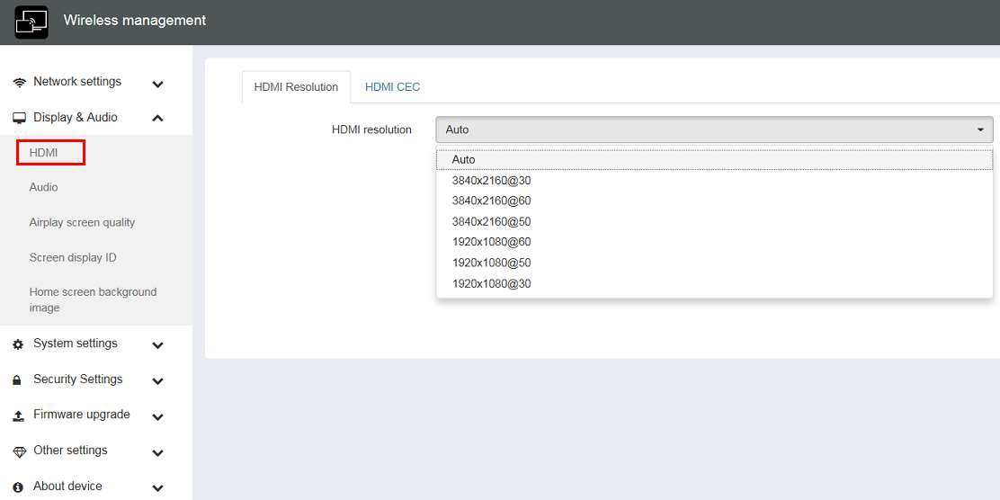 Wireless management
Network settings
Display & Audio
HDMI
Audio
Airplay screen quality
Screen display ID
Home screen background
image
System settings
Security Settings
Firmware upgrade
Other settings
About device
HDMI Resolution
HDMI CEC
HDMI resolution
Auto
Auto
3840x2160@30
3840x2160@60
3840x2160@50
1920x1080@60
1920x1080@50
1920x1080@30